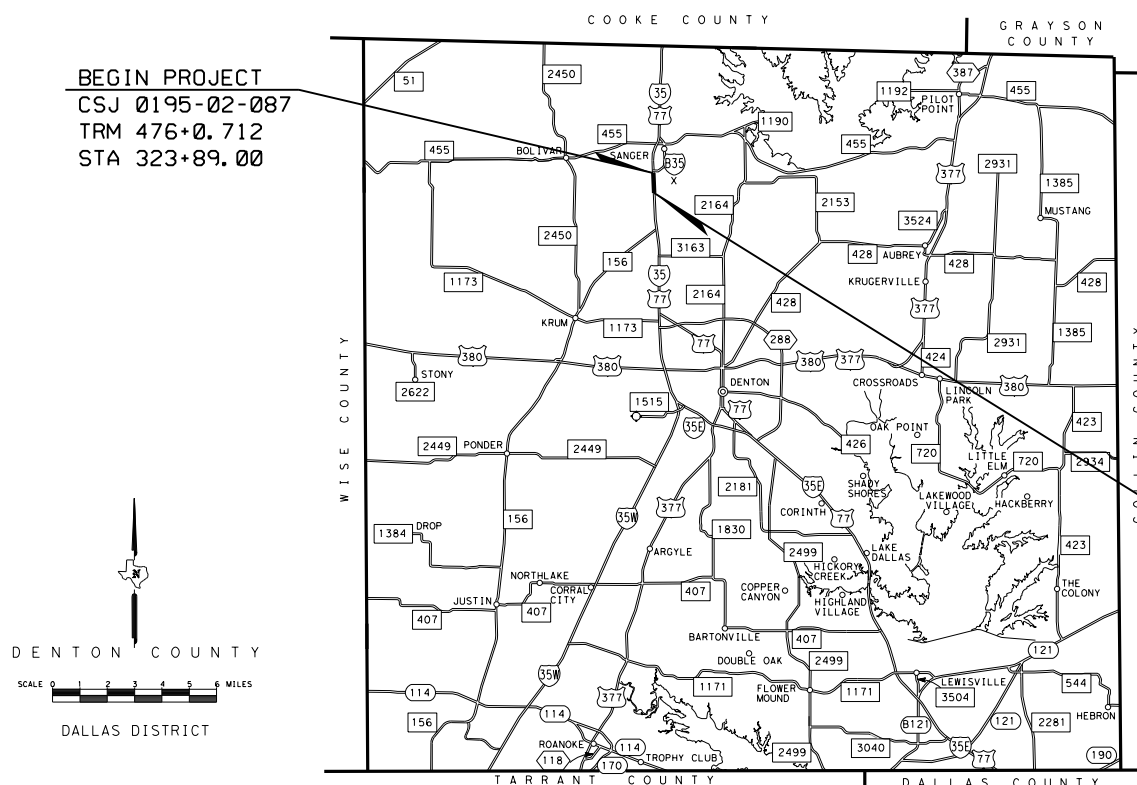 COOKE COUNTY
GRAYSON
COUNTY
BEGIN PROJECT
CSJ 0195-02-087
TRM 476+0.712
STA 323+89.00
51
2450
35
77
387
1192
PILOT
POINT
455
1190
455
455
455
BOLIVAR
SANGER
B35
X
377
2931
1385
MUSTANG
2164
2153
3524
2450
3163
428
AUBREY
428
156
1173
35
77
2164
428
KRUGERVILLE
428
377
KRUM
1173
77
288
2931
1385
380
380
380
377
424
STONY
2622
DENTON
CROSSROADS
LINCOLN
PARK
380
1515
77
35E
OAK POINT
423
426
720
2449
PONDER
2449
LITTLE
ELM
720
2934
2181
35E
SHADY
SHORES
LAKEWOOD
VILLAGE
HACKBERRY
WISE COUNTY
COLLIN COUNTY
156
35W
377
CORINTH
77
DROP
1384
1830
ARGYLE
2499
LAKE
DALLAS
423
HICKORY
CREEK
NORTHLAKE
CORRAL
CITY
407
COPPER
CANYON
HIGHLAND
VILLAGE
THE
COLONY
JUSTIN
407
407
BARTONVILLE
407
N
DENTON COUNTY
SCALE 0 1 2 3 4 5 6 MILES
DALLAS DISTRICT
DOUBLE OAK
2499
121
35W
1171
FLOWER
MOUND
1171
LEWISVILLE
3504
544
114
377
HEBRON
156
114
B121
121
2281
ROANOKE
114
118
170
TROPHY CLUB
2499
3040
35E
77
190
TARRANT COUNTY
DALLAS COUNTY